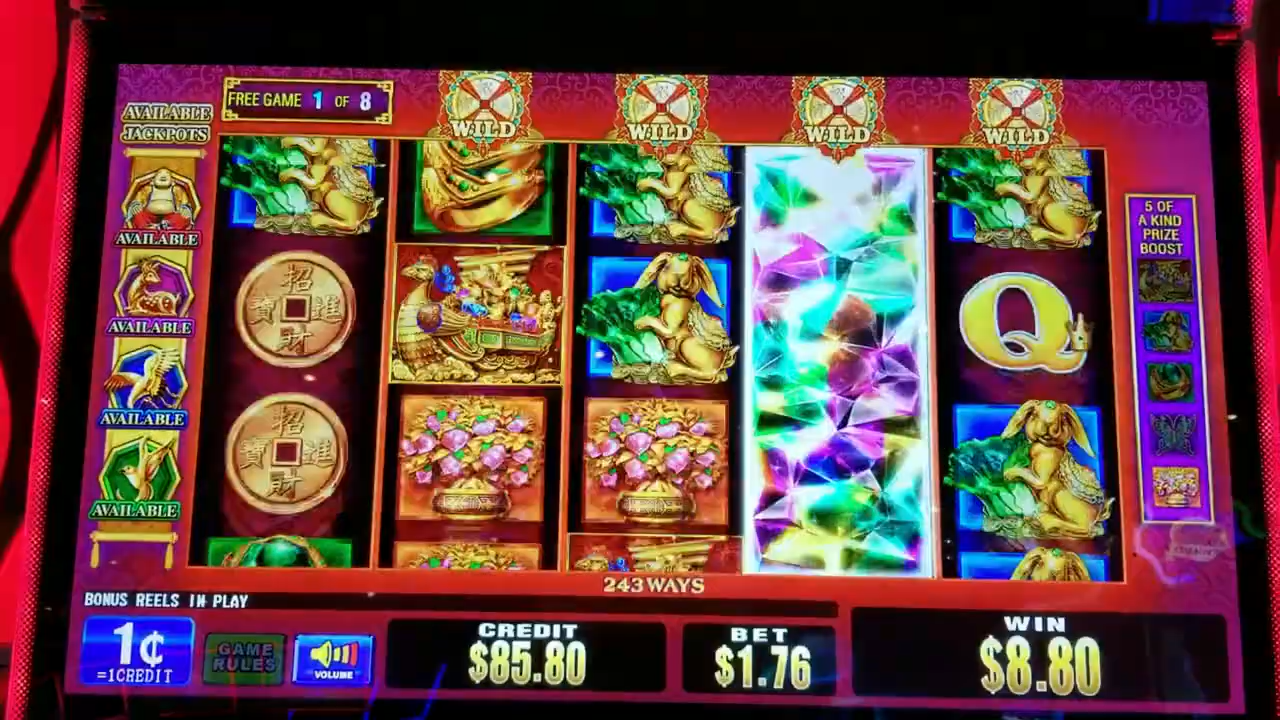 AVAILABLE
JACKPOTS
FREE GAME 1 OF 8
WILD
WILD
WILD
WILD
AVAILABLE
AVAILABLE
AVAILABLE
AVAILABLE
招
寶 進
財
招
寶 進
財
Q
5 OF
A KIND
PRIZE
BOOST
243 WAYS
BONUS REELS IN PLAY
1¢
=1CREDIT
GAME
RULES
VOLUME
CREDIT
$85.80
BET
$1.76
WIN
$8.80